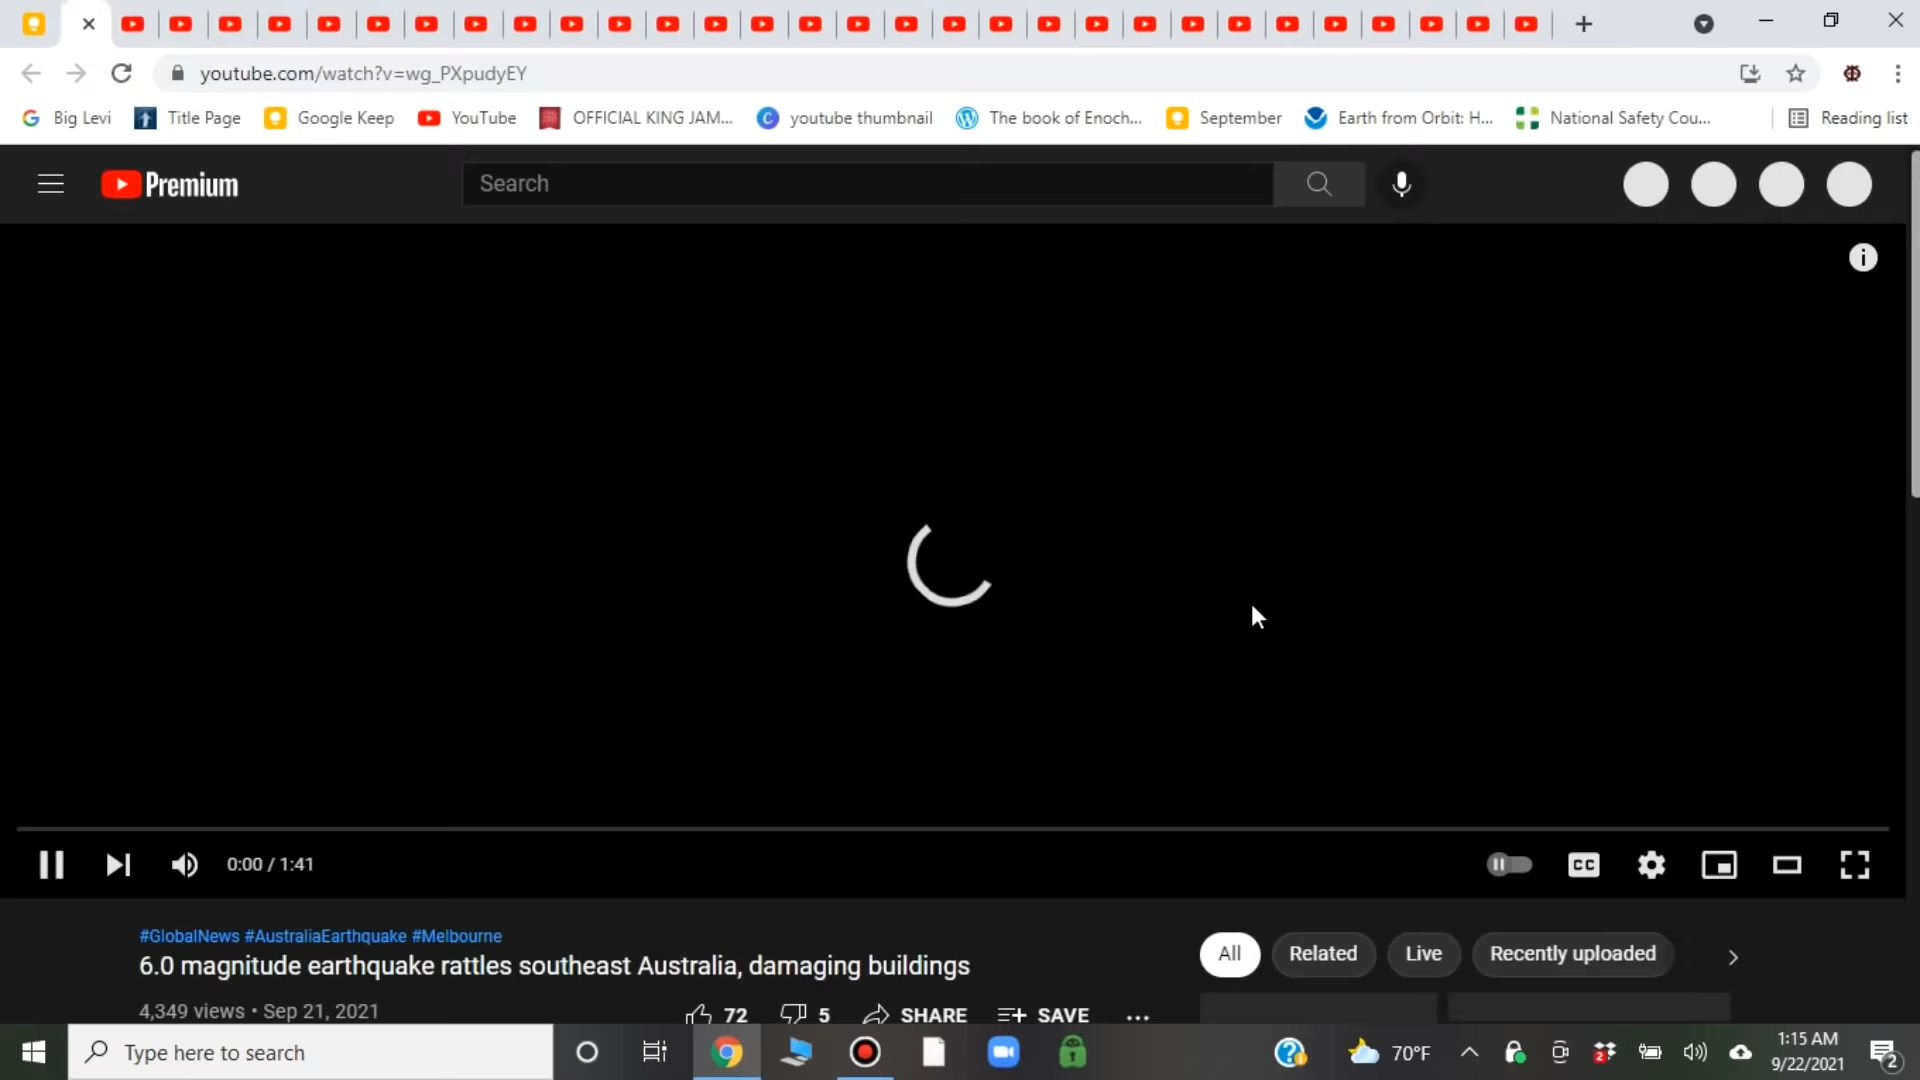 youtube.com/watch?v=wg_PXpudyEY
Big Levi
Title Page
Google Keep
YouTube
OFFICIAL KING JAM...
youtube thumbnail
The book of Enoch...
September
Earth from Orbit: H...
National Safety Cou...
Reading list
Premium
Search
0:00 / 1:41
CC
#GlobalNews #AustraliaEarthquake #Melbourne
6.0 magnitude earthquake rattles southeast Australia, damaging buildings
4,349 views • Sep 21, 2021
72
5
SHARE
SAVE
All
Related
Live
Recently uploaded
Type here to search
70°F
2
1:15 AM
9/22/2021
2